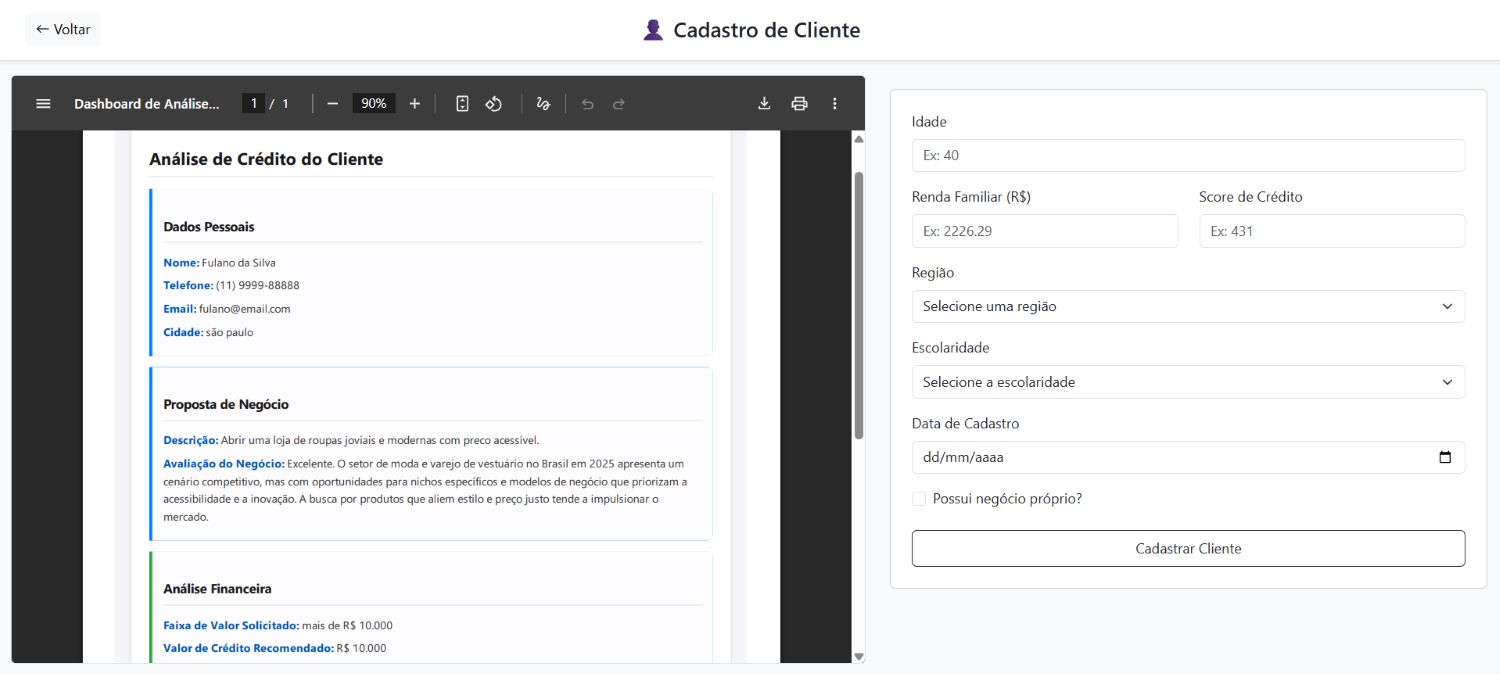 ← Voltar
Cadastro de Cliente
Dashboard de Análise...
1 / 1
90%
Análise de Crédito do Cliente
Dados Pessoais
Nome: Fulano da Silva
Telefone: (11) 9999-88888
Email: fulano@email.com
Cidade: são paulo
Proposta de Negócio
Descrição: Abrir uma loja de roupas joviais e modernas com preco acessível.
Avaliação do Negócio: Excelente. O setor de moda e varejo de vestuário no Brasil em 2025 apresenta um
cenário competitivo, mas com oportunidades para nichos específicos e modelos de negócio que priorizam a
acessibilidade e a inovação. A busca por produtos que aliem estilo e preço justo tende a impulsionar o
mercado.
Análise Financeira
Faixa de Valor Solicitado: mais de R$ 10.000
Valor de Crédito Recomendado: R$ 10.000
Idade
Ex: 40
Renda Familiar (R$)
Ex: 2226.29
Score de Crédito
Ex: 431
Região
Selecione uma região
Escolaridade
Selecione a escolaridade
Data de Cadastro
dd/mm/aaaa
Possui negócio próprio?
Cadastrar Cliente